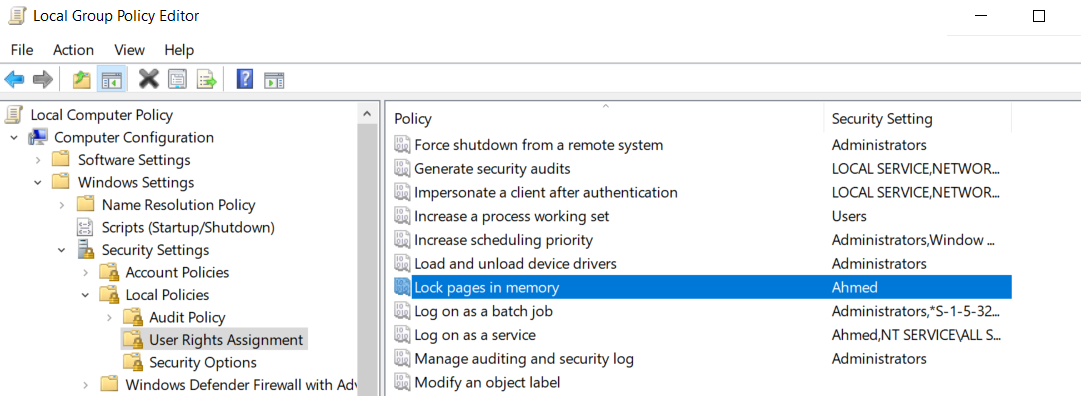 Local Group Policy Editor
File Action View Help
Local Computer Policy
Computer Configuration
Software Settings
Windows Settings
Name Resolution Policy
Scripts (Startup/Shutdown)
Security Settings
Account Policies
Local Policies
Audit Policy
User Rights Assignment
Security Options
Windows Defender Firewall with Adv
Policy Security Setting
Force shutdown from a remote system Administrators
Generate security audits LOCAL SERVICE,NETWOR...
Impersonate a client after authentication LOCAL SERVICE,NETWOR...
Increase a process working set Users
Increase scheduling priority Administrators,Window ...
Load and unload device drivers Administrators
Lock pages in memory Ahmed
Log on as a batch job Administrators,*S-1-5-32...
Log on as a service Ahmed,NT SERVICE\ALL S...
Manage auditing and security log Administrators
Modify an object label